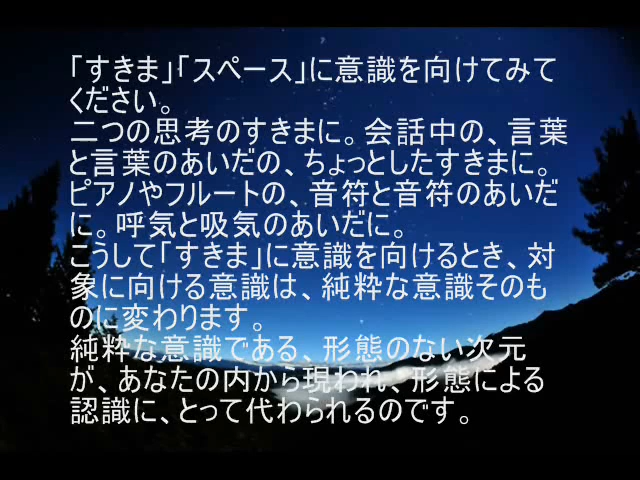 「すきま」「スペース」に意識を向けてみて
ください。
二つの思考のすきまに。会話中の、言葉
と言葉のあいだの、ちょっとしたすきまに。
ピアノやフルートの、音符と音符のあいだ
に。呼気と吸気のあいだに。
こうして「すきま」に意識を向けるとき、対
象に向ける意識は、純粋な意識そのも
のに変わります。
純粋な意識である、形態のない次元
が、あなたの内から現われ、形態による
認識に、とって代わられるのです。